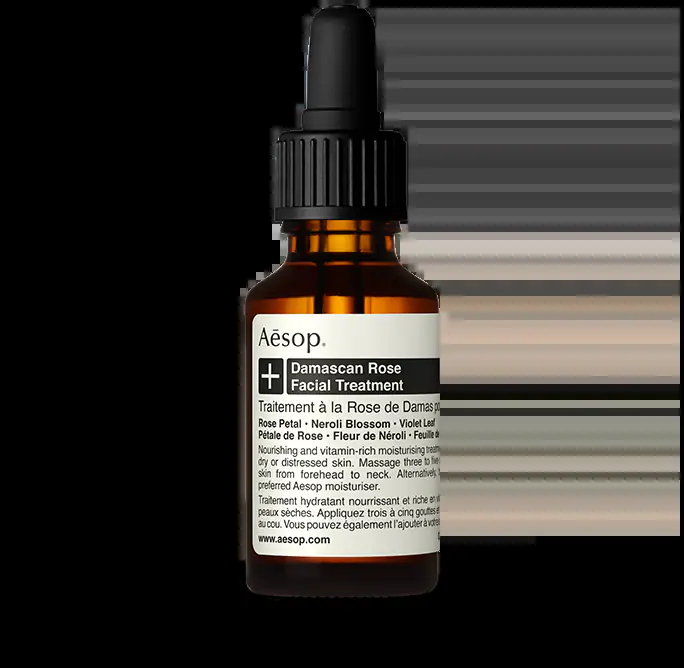 Aēsop.
+ Damascan Rose
Facial Treatment
Traitement à la Rose de Damas
Rose Petal · Neroli Blossom · Violet Leaf
Pétale de Rose · Fleur de Néroli · Feuille
Nourishing and vitamin-rich moisturising
dry or distressed skin. Massage three to
skin from forehead to neck. Alternatively,
preferred Aesop moisturiser.
Traitement hydratant nourrissant et riche en
peaux sèches. Appliquez trois à cinq gouttes
au cou. Vous pouvez également l'ajouter à
www.aesop.com